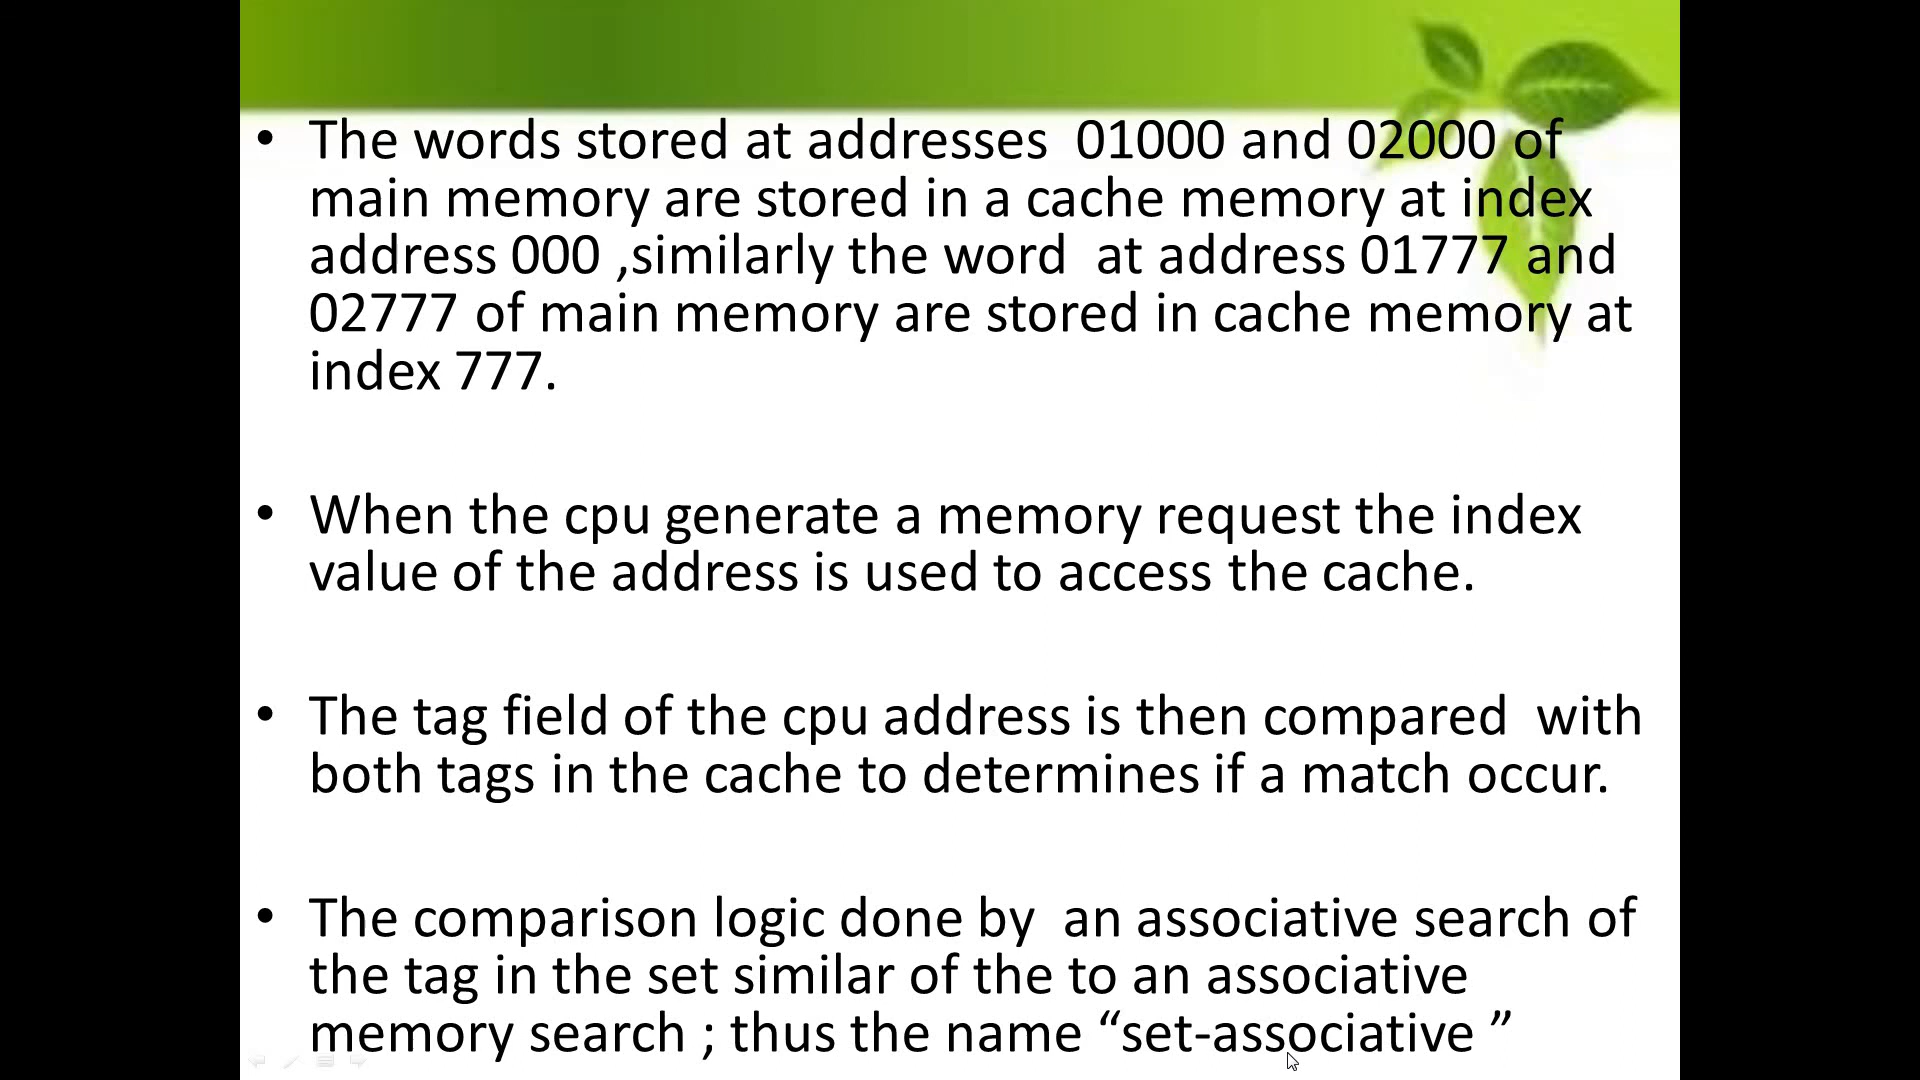 • The words stored at addresses  01000 and 02000 of
main memory are stored in a cache memory at index
address 000 ,similarly the word  at address 01777 and
02777 of main memory are stored in cache memory at
index 777.
• When the cpu generate a memory request the index
value of the address is used to access the cache.
• The tag field of the cpu address is then compared  with
both tags in the cache to determines if a match occur.
• The comparison logic done by  an associative search of
the tag in the set similar of the to an associative
memory search ; thus the name “set-associative ”